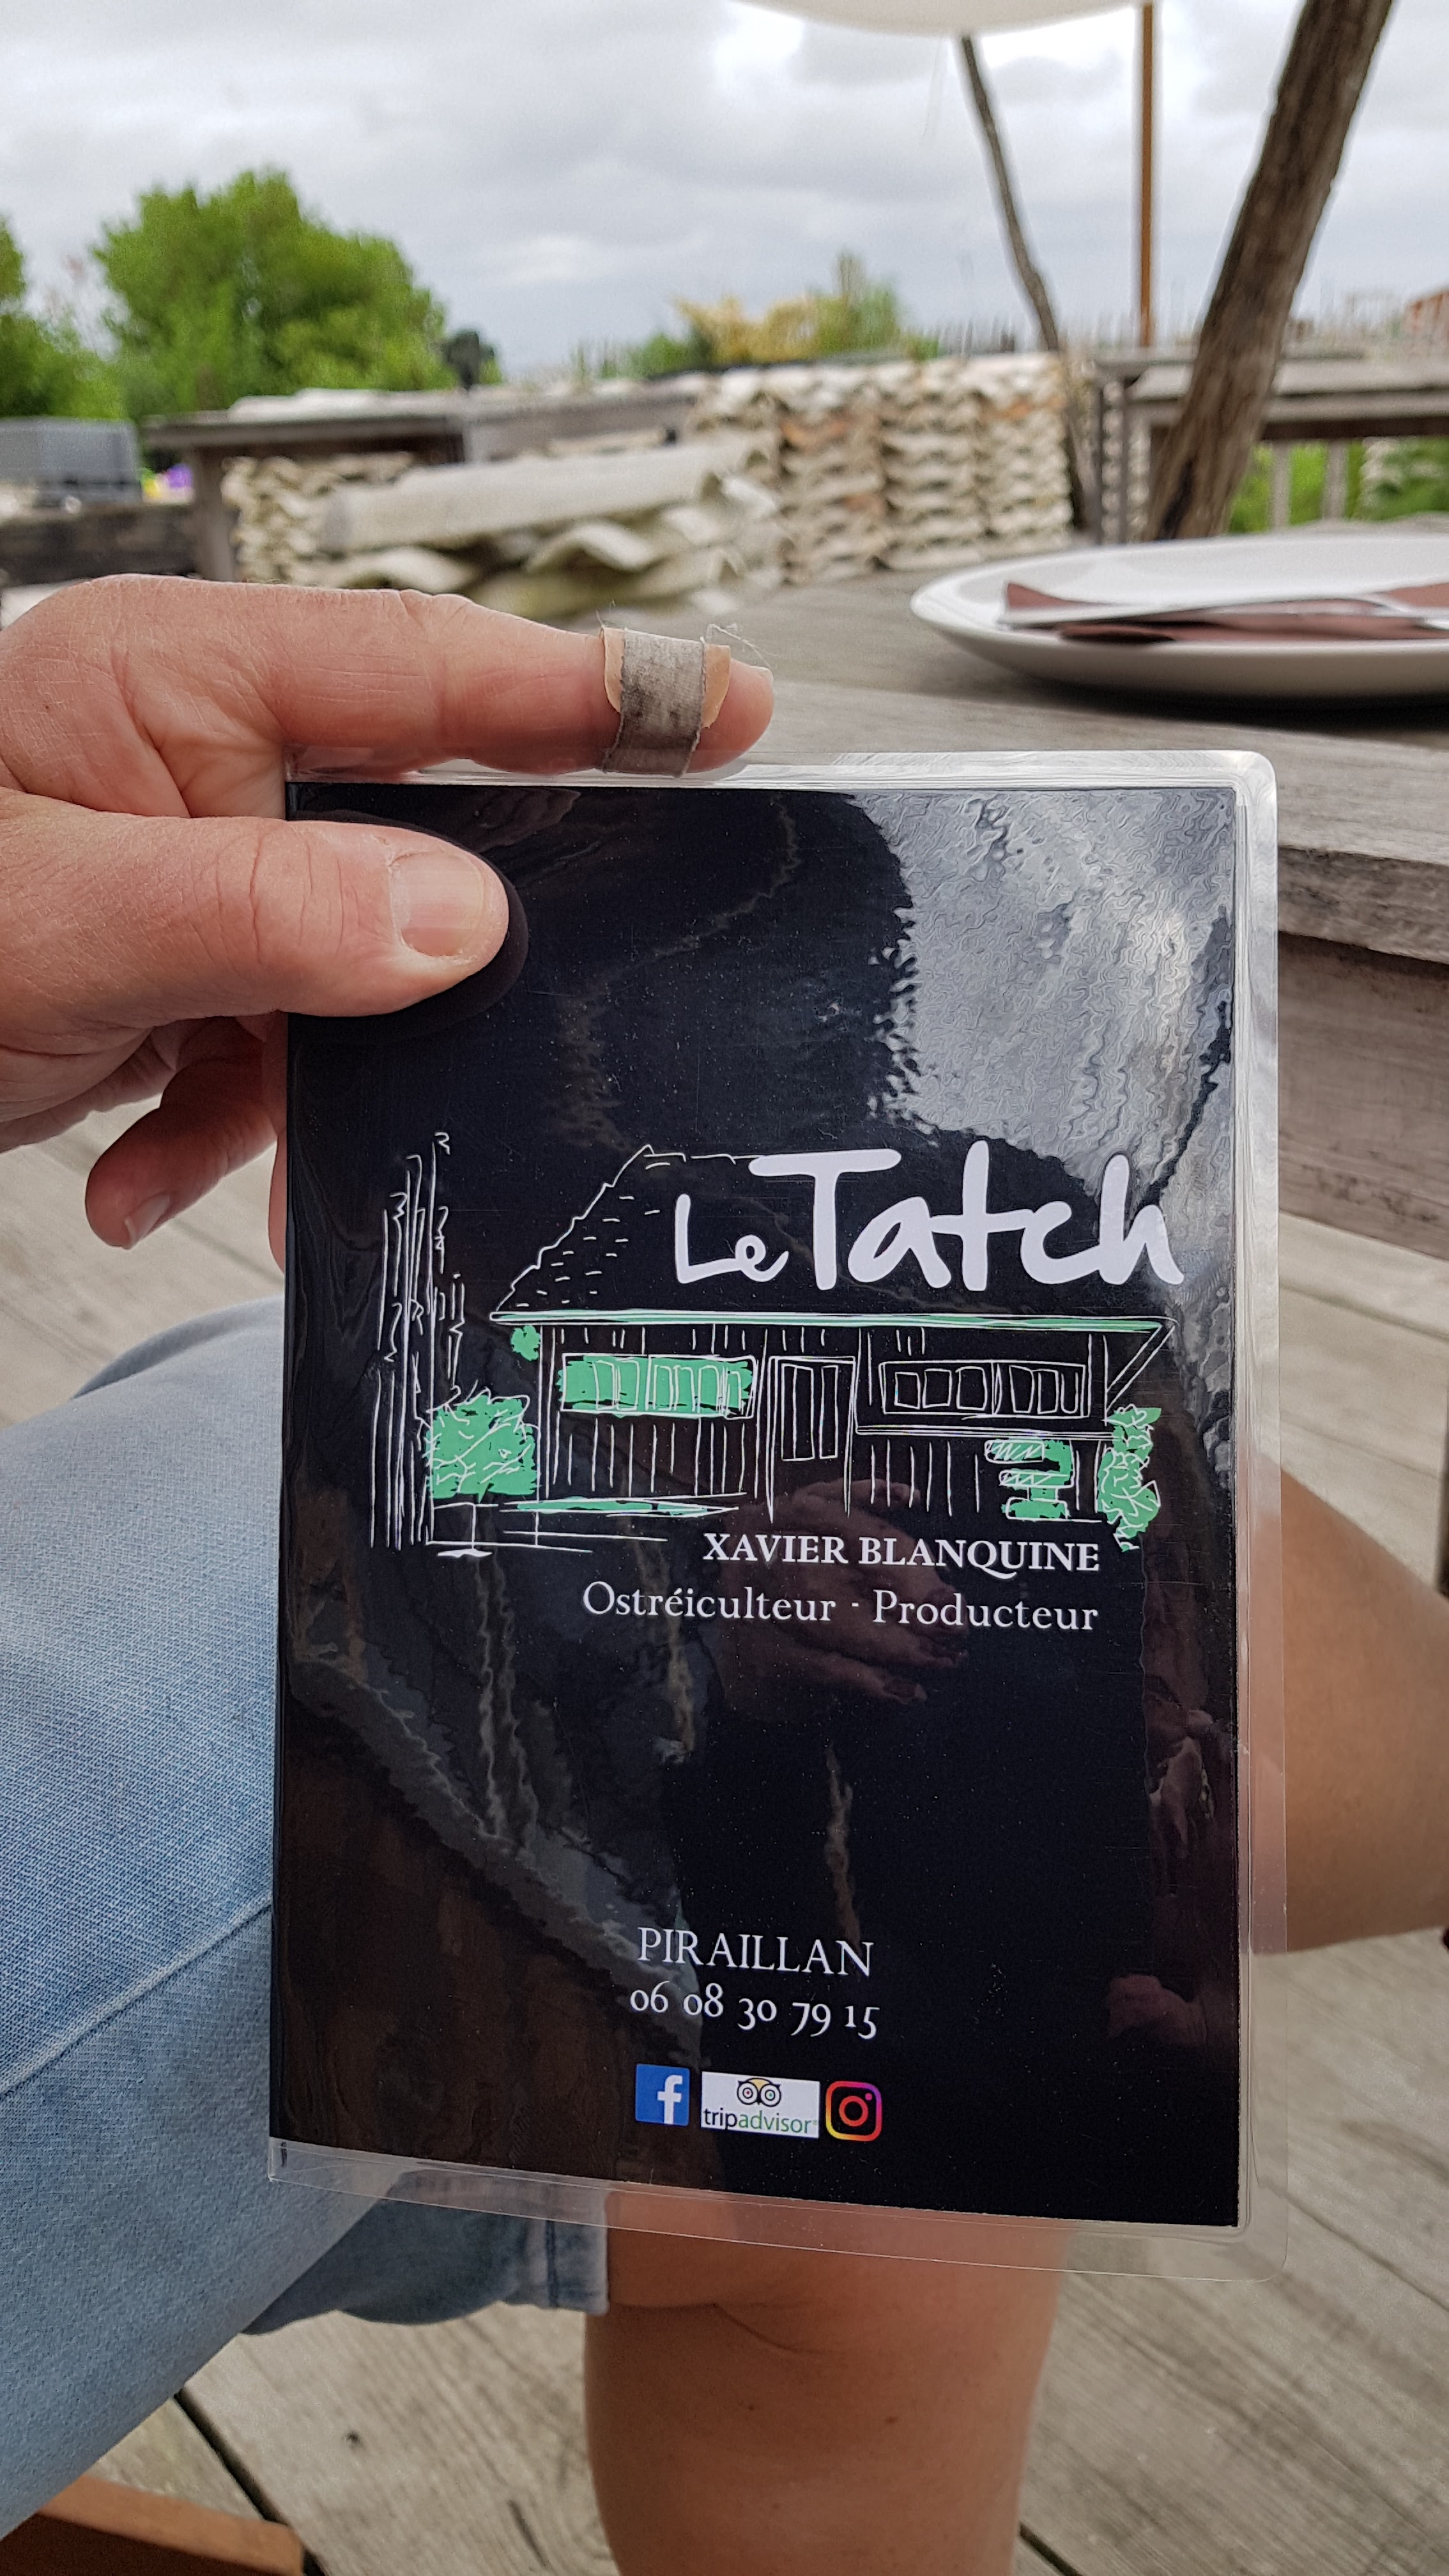 Le Tatch
XAVIER BLANQUINE
Ostréiculteur - Producteur
PIRAILLAN
06 08 30 79 15
f
tripadvisor®